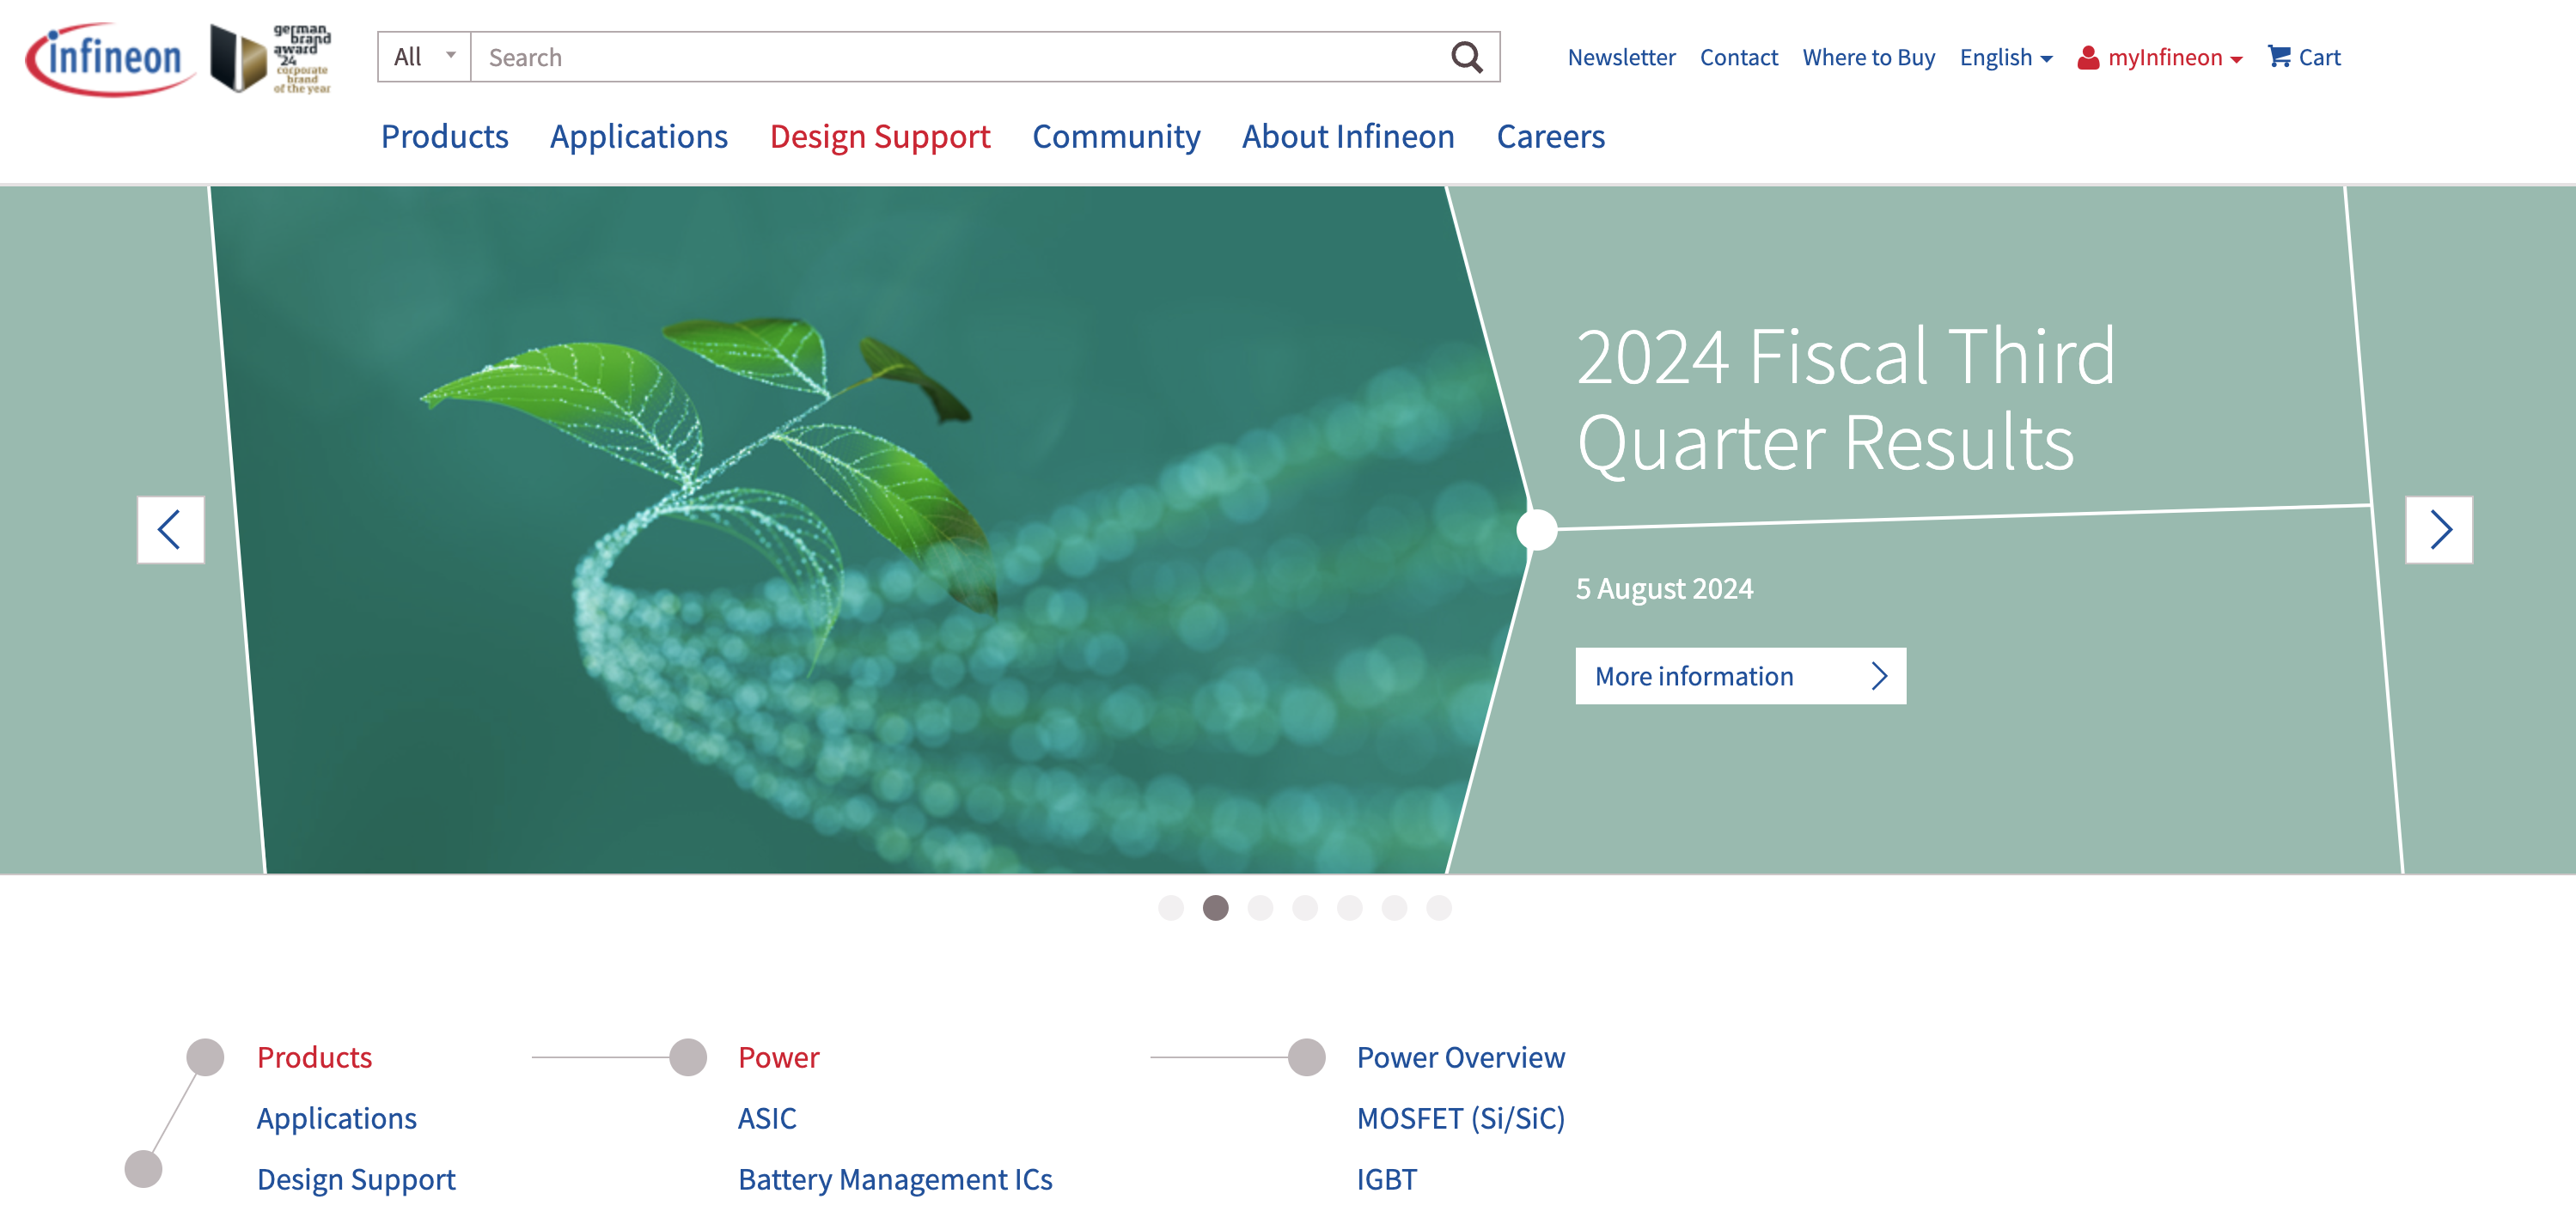 infineon
german
brand
award
'24
corporate
brand
of the year
All
Search
Newsletter Contact Where to Buy English myInfineon Cart
Products Applications Design Support Community About Infineon Careers
2024 Fiscal Third
Quarter Results
5 August 2024
More information
Products Power Power Overview
Applications ASIC MOSFET (Si/SiC)
Design Support Battery Management ICs IGBT